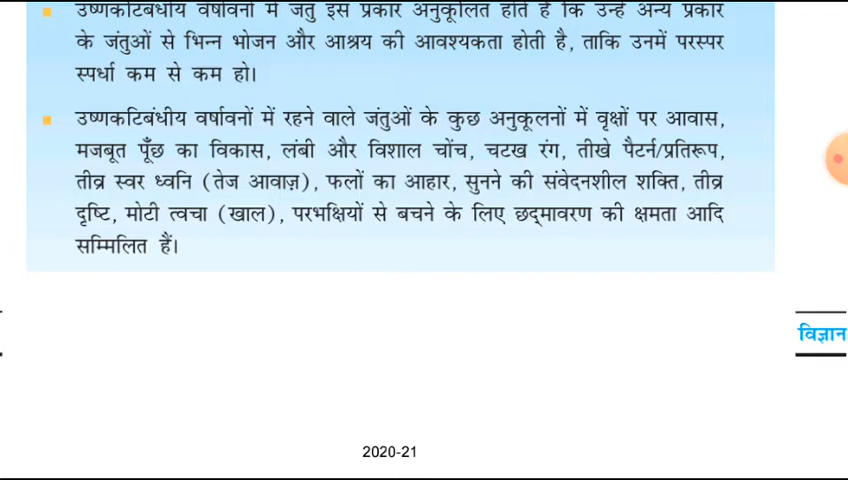 उष्णकटिबंधीय वर्षावनों में जंतु इस प्रकार अनुकूलित होते हैं कि उन्हें अन्य प्रकार
के जंतुओं से भिन्न भोजन और आश्रय की आवश्यकता होती है, ताकि उनमें परस्पर
स्पर्धा कम से कम हो।
उष्णकटिबंधीय वर्षावनों में रहने वाले जंतुओं के कुछ अनुकूलनों में वृक्षों पर आवास,
मजबूत पूँछ का विकास, लंबी और विशाल चोंच, चटख रंग, तीखे पैटर्न/प्रतिरूप,
तीव्र स्वर ध्वनि (तेज आवाज़), फलों का आहार, सुनने की संवेदनशील शक्ति, तीव्र
दृष्टि, मोटी त्वचा (खाल), परभक्षियों से बचने के लिए छद्मावरण की क्षमता आदि
सम्मिलित हैं।
विज्ञान
2020-21